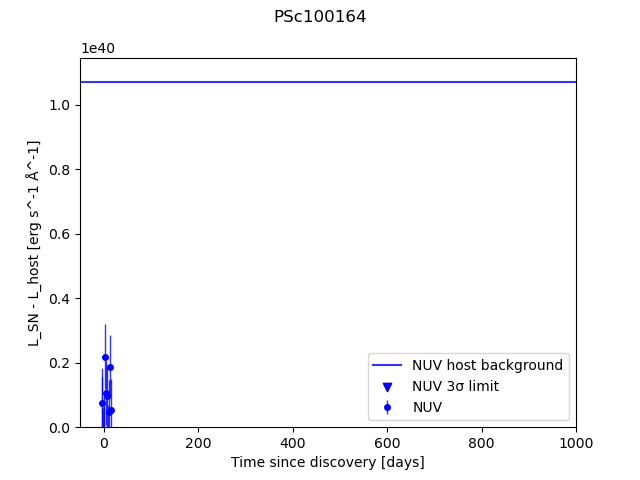 PSc100164
1e40
1.0
0.8
0.6
0.4
0.2
0.0
L_SN - L_host [erg s^-1 Å^-1]
NUV host background
NUV 3σ limit
NUV
0 200 400 600 800 1000
Time since discovery [days]